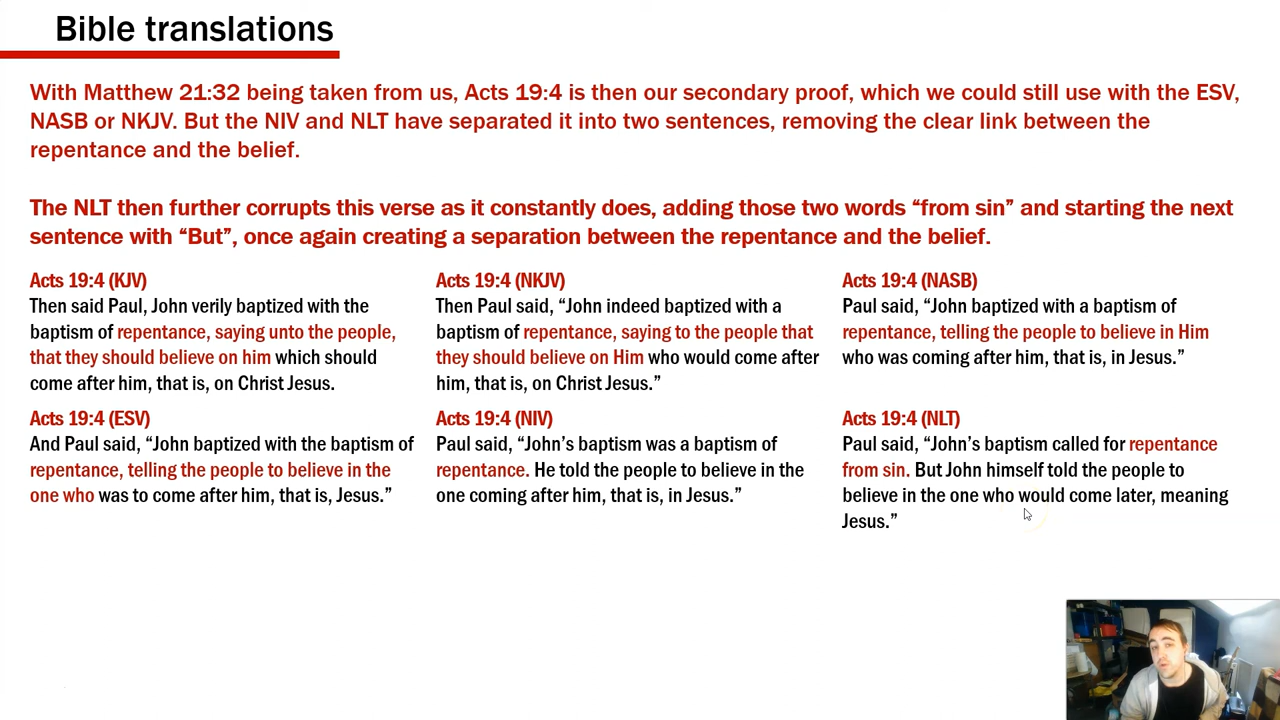 Bible translations
With Matthew 21:32 being taken from us, Acts 19:4 is then our secondary proof, which we could still use with the ESV,
NASB or NKJV. But the NIV and NLT have separated it into two sentences, removing the clear link between the
repentance and the belief.
The NLT then further corrupts this verse as it constantly does, adding those two words “from sin” and starting the next
sentence with “But”, once again creating a separation between the repentance and the belief.
Acts 19:4 (KJV)
Then said Paul, John verily baptized with the
baptism of repentance, saying unto the people,
that they should believe on him which should
come after him, that is, on Christ Jesus.
Acts 19:4 (NKJV)
Then Paul said, “John indeed baptized with a
baptism of repentance, saying to the people that
they should believe on Him who would come after
him, that is, on Christ Jesus.”
Acts 19:4 (NASB)
Paul said, “John baptized with a baptism of
repentance, telling the people to believe in Him
who was coming after him, that is, in Jesus.”
Acts 19:4 (ESV)
And Paul said, “John baptized with the baptism of
repentance, telling the people to believe in the
one who was to come after him, that is, Jesus.”
Acts 19:4 (NIV)
Paul said, “John’s baptism was a baptism of
repentance. He told the people to believe in the
one coming after him, that is, in Jesus.”
Acts 19:4 (NLT)
Paul said, “John’s baptism called for repentance
from sin. But John himself told the people to
believe in the one who would come later, meaning
Jesus.”